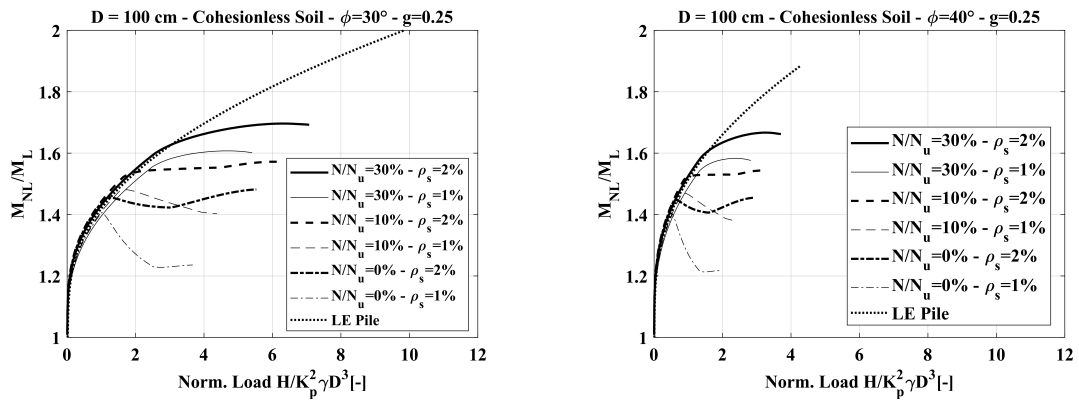 D = 100 cm - Cohesionless Soil - ϕ=30° - g=0.25
M_NL/M_L
2
1.8
1.6
1.4
1.2
1
0 2 4 6 8 10 12
Norm. Load H/K_p^2γD^3[-]
N/N_u=30% - ρ_s=2%
N/N_u=30% - ρ_s=1%
N/N_u=10% - ρ_s=2%
N/N_u=10% - ρ_s=1%
N/N_u=0% - ρ_s=2%
N/N_u=0% - ρ_s=1%
LE Pile
D = 100 cm - Cohesionless Soil - ϕ=40° - g=0.25
M_NL/M_L
2
1.8
1.6
1.4
1.2
1
0 2 4 6 8 10 12
Norm. Load H/K_p^2γD^3[-]
N/N_u=30% - ρ_s=2%
N/N_u=30% - ρ_s=1%
N/N_u=10% - ρ_s=2%
N/N_u=10% - ρ_s=1%
N/N_u=0% - ρ_s=2%
N/N_u=0% - ρ_s=1%
LE Pile